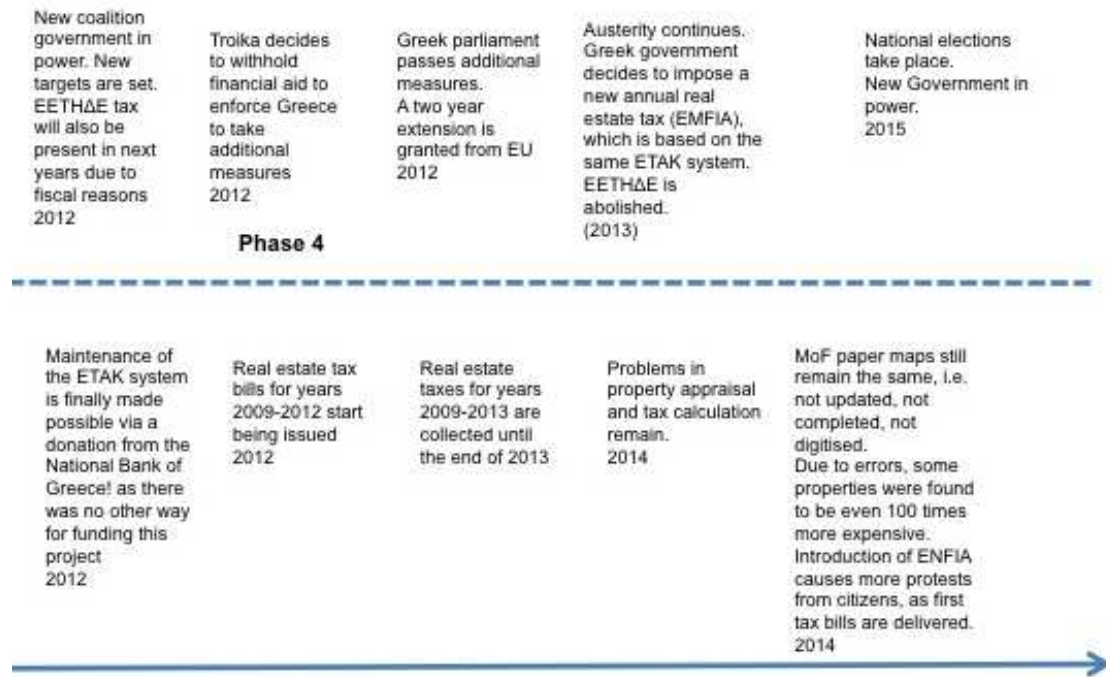 New coalition
government in
power. New
targets are set.
ΕΕΤΗΔΕ tax
will also be
present in next
years due to
fiscal reasons
2012
Troika decides
to withhold
financial aid to
enforce Greece
to take
additional
measures
2012
Greek parliament
passes additional
measures.
A two year
extension is
granted from EU
2012
Austerity continues.
Greek government
decides to impose a
new annual real
estate tax (EMFIA),
which is based on the
same ETAK system.
ΕΕΤΗΔΕ is
abolished.
(2013)
National elections
take place.
New Government in
power.
2015
Phase 4
Maintenance of
the ETAK system
is finally made
possible via a
donation from the
National Bank of
Greece! as there
was no other way
for funding this
project
2012
Real estate tax
bills for years
2009-2012 start
being issued
2012
Real estate
taxes for years
2009-2013 are
collected until
the end of 2013
Problems in
property appraisal
and tax calculation
remain.
2014
MoF paper maps still
remain the same, i.e.
not updated, not
completed, not
digitised.
Due to errors, some
properties were found
to be even 100 times
more expensive.
Introduction of ENFIA
causes more protests
from citizens, as first
tax bills are delivered.
2014